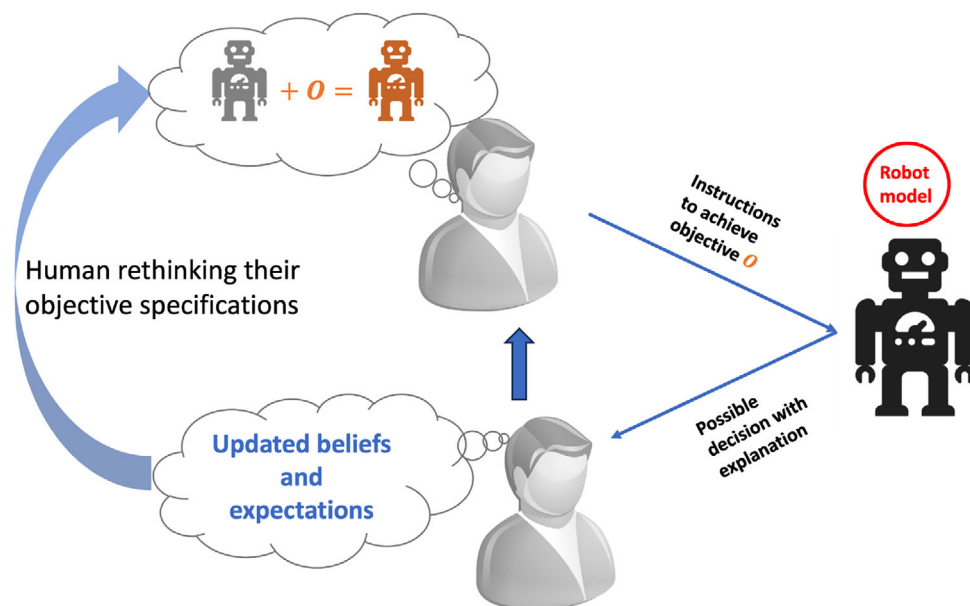 + O =
Instructions
to achieve
objective O
Robot
model
Human rethinking their
objective specifications
Possible
decision with
explanation
Updated beliefs
and
expectations